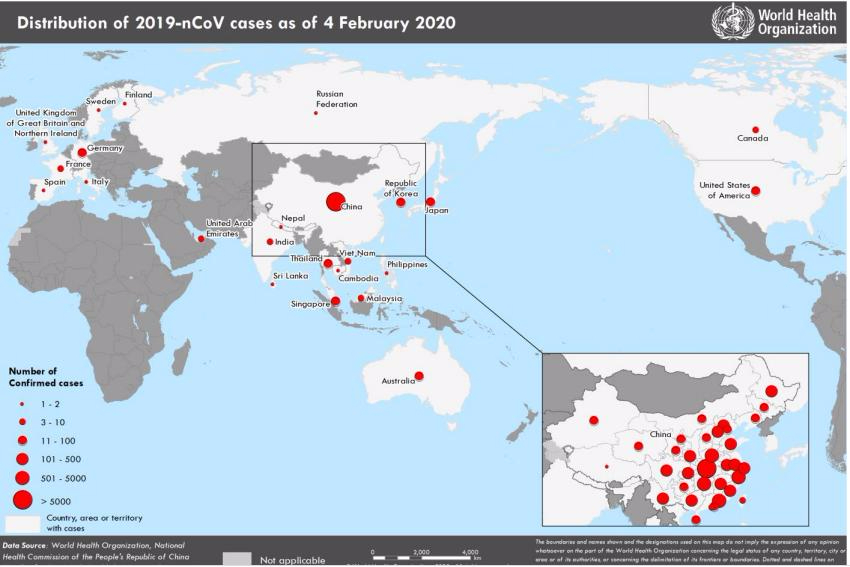 Distribution of 2019-nCoV cases as of 4 February 2020
World Health
Organization
Finland
Sweden
Russian
Federation
United Kingdom
of Great Britain and
Northern Ireland
Germany
France
Spain
Italy
Canada
United States
of America
Republic
of Korea
China
Japan
Nepal
United Arab
Emirates
India
Viet Nam
Thailand
Philippines
Sri Lanka
Cambodia
Singapore
Malaysia
Australia
China
Number of
Confirmed cases
1 - 2
3 - 10
11 - 100
101 - 500
501 - 5000
> 5000
Country, area or territory
with cases
Data Source: World Health Organization, National
Health Commission of the People's Republic of China
Not applicable
0 2,000 4,000
km
The boundaries and names shown and the designations used on this map do not imply the expression of any opinion
whatsoever on the part of the World Health Organization concerning the legal status of any country, territory, city or
area or of its authorities, or concerning the delimitation of its frontiers or boundaries. Dotted and dashed lines on